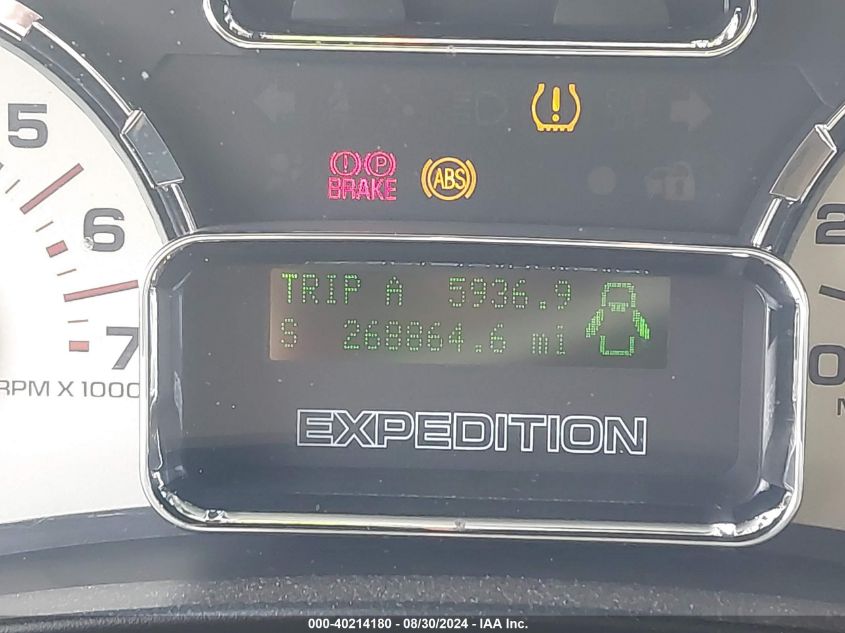 5
6
7
RPM X 1000
BRAKE
ABS
TRIP A 5936.9
S 268864.6 mi
EXPEDITION
2
0
000-40214180 - 08/30/2024 - IAA Inc.